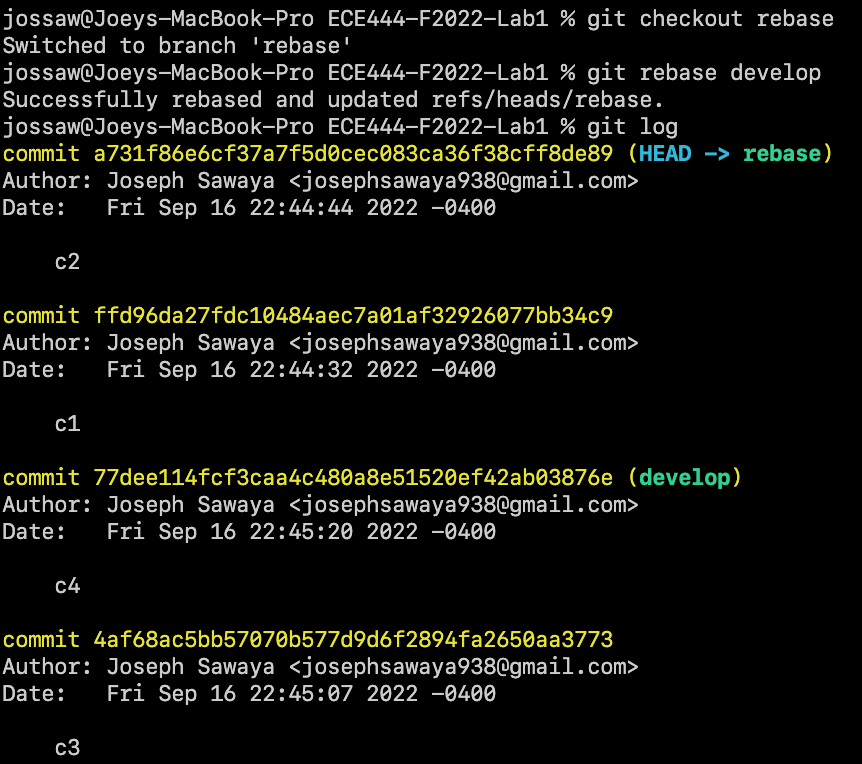 jossaw@Joeys-MacBook-Pro ECE444-F2022-Lab1 % git checkout rebase
Switched to branch 'rebase'
jossaw@Joeys-MacBook-Pro ECE444-F2022-Lab1 % git rebase develop
Successfully rebased and updated refs/heads/rebase.
jossaw@Joeys-MacBook-Pro ECE444-F2022-Lab1 % git log
commit a731f86e6cf37a7f5d0cec083ca36f38cff8de89 (HEAD -> rebase)
Author: Joseph Sawaya <josephsawaya938@gmail.com>
Date:   Fri Sep 16 22:44:44 2022 -0400

    c2

commit ffd96da27fdc10484aec7a01af32926077bb34c9
Author: Joseph Sawaya <josephsawaya938@gmail.com>
Date:   Fri Sep 16 22:44:32 2022 -0400

    c1

commit 77dee114fcf3caa4c480a8e51520ef42ab03876e (develop)
Author: Joseph Sawaya <josephsawaya938@gmail.com>
Date:   Fri Sep 16 22:45:20 2022 -0400

    c4

commit 4af68ac5bb57070b577d9d6f2894fa2650aa3773
Author: Joseph Sawaya <josephsawaya938@gmail.com>
Date:   Fri Sep 16 22:45:07 2022 -0400

    c3